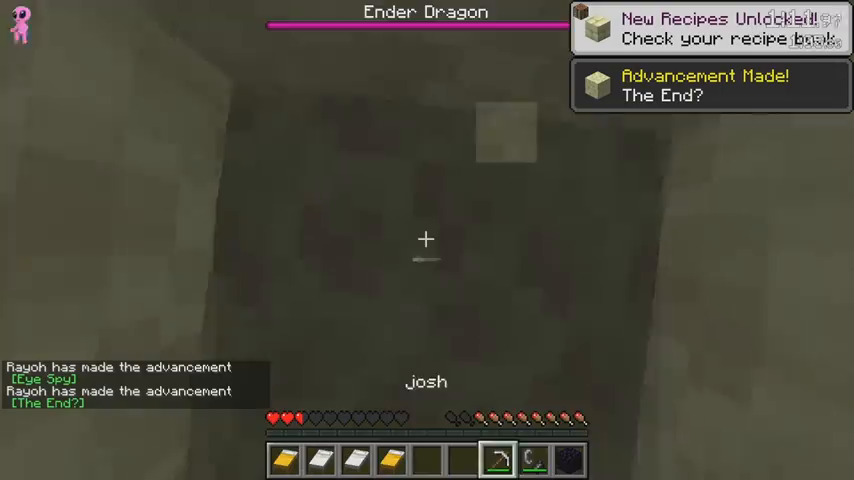 Ender Dragon
New Recipes Unlocked!
Check your recipe book
Advancement Made!
The End?
Rayoh has made the advancement
[Eye Spy]
Rayoh has made the advancement
[The End?]
josh